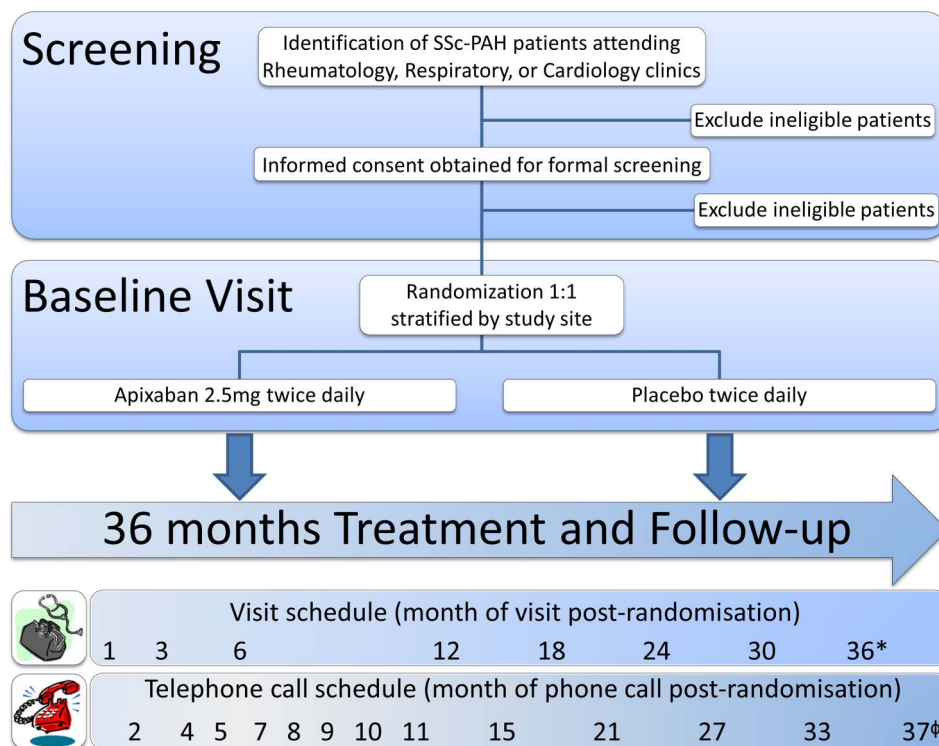 Screening
Identification of SSc-PAH patients attending
Rheumatology, Respiratory, or Cardiology clinics
Exclude ineligible patients
Informed consent obtained for formal screening
Exclude ineligible patients
Baseline Visit
Randomization 1:1
stratified by study site
Apixaban 2.5mg twice daily
Placebo twice daily
36 months Treatment and Follow-up
Visit schedule (month of visit post-randomisation)
1 3 6 12 18 24 30 36*
Telephone call schedule (month of phone call post-randomisation)
2 4 5 7 8 9 10 11 15 21 27 33 37ϕ